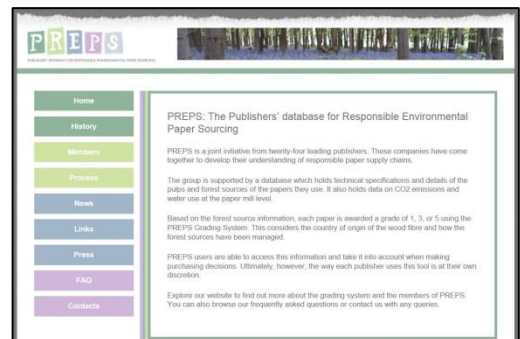 PREPS
PUBLISHERS' DATABASE FOR RESPONSIBLE ENVIRONMENTAL PAPER SOURCING
Home
History
Members
Process
News
Links
Press
FAQ
Contacts
PREPS: The Publishers' database for Responsible Environmental
Paper Sourcing
PREPS is a joint initiative from twenty-four leading publishers. These companies have come
together to develop their understanding of responsible paper supply chains.
The group is supported by a database which holds technical specifications and details of the
pulps and forest sources of the papers they use. It also holds data on CO2 emissions and
water use at the paper mill level.
Based on the forest source information, each paper is awarded a grade of 1, 3, or 5 using the
PREPS Grading System. This considers the country of origin of the wood fibre and how the
forest sources have been managed.
PREPS users are able to access this information and take it into account when making
purchasing decisions. Ultimately, however, the way each publisher uses this tool is at their own
discretion.
Explore our website to find out more about the grading system and the members of PREPS.
You can also browse our frequently asked questions or contact us with any queries.